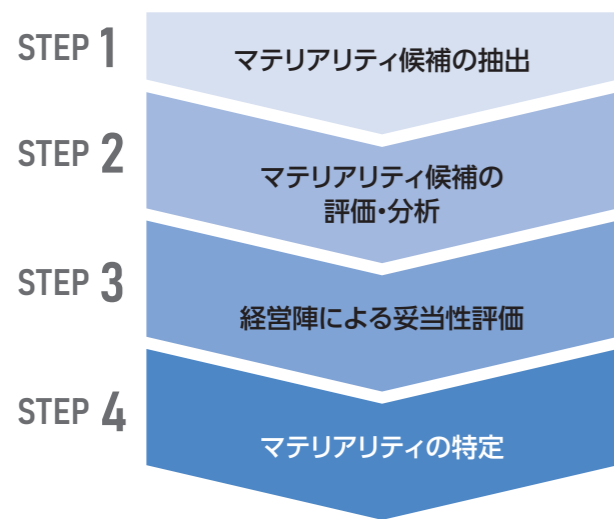 STEP 1
マテリアリティ候補の抽出
STEP 2
マテリアリティ候補の
評価・分析
STEP 3
経営陣による妥当性評価
STEP 4
マテリアリティの特定